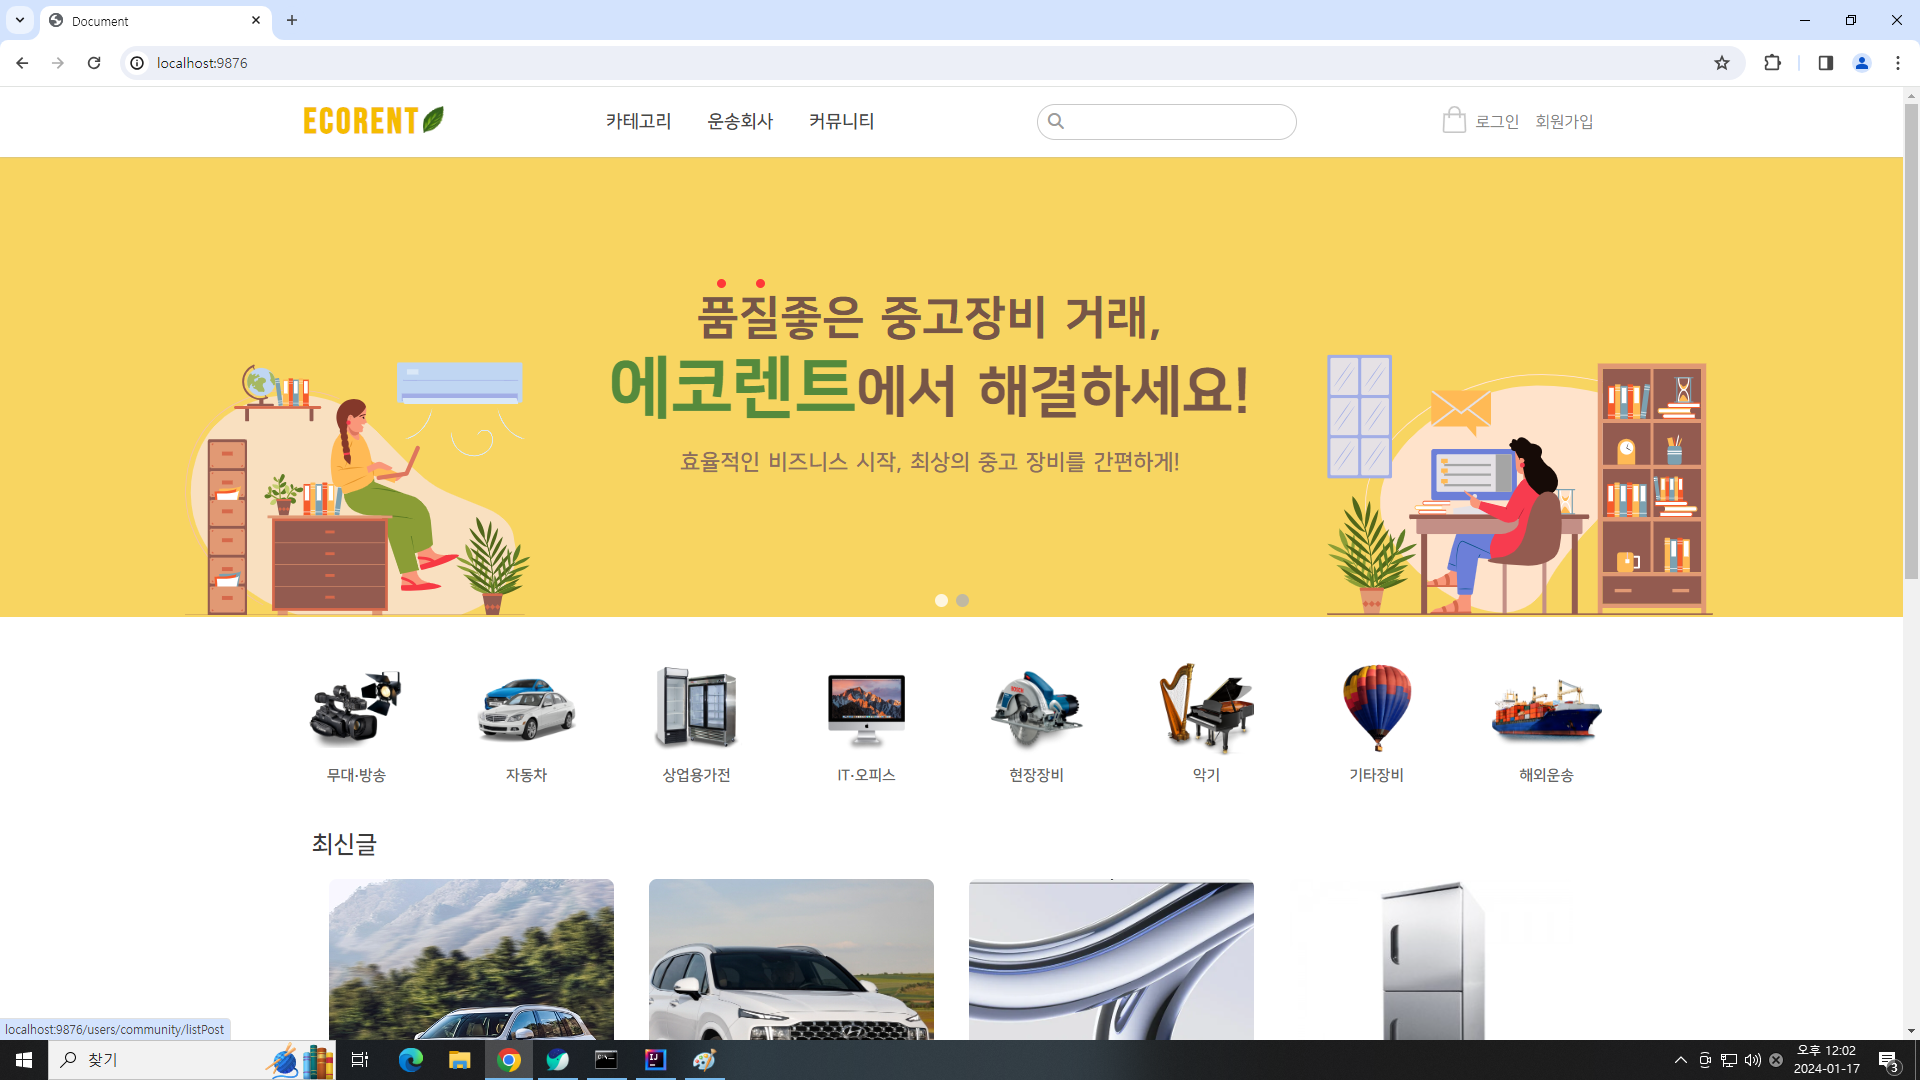 Document
localhost:9876
ECORENT
카테고리
운송회사
커뮤니티
로그인
회원가입
품질좋은 중고장비 거래,
에코렌트에서 해결하세요!
효율적인 비즈니스 시작, 최상의 중고 장비를 간편하게!
무대·방송
자동차
상업용가전
IT·오피스
현장장비
악기
기타장비
해외운송
최신글
localhost:9876/users/community/listPost
찾기
오후 12:02
2024-01-17
3